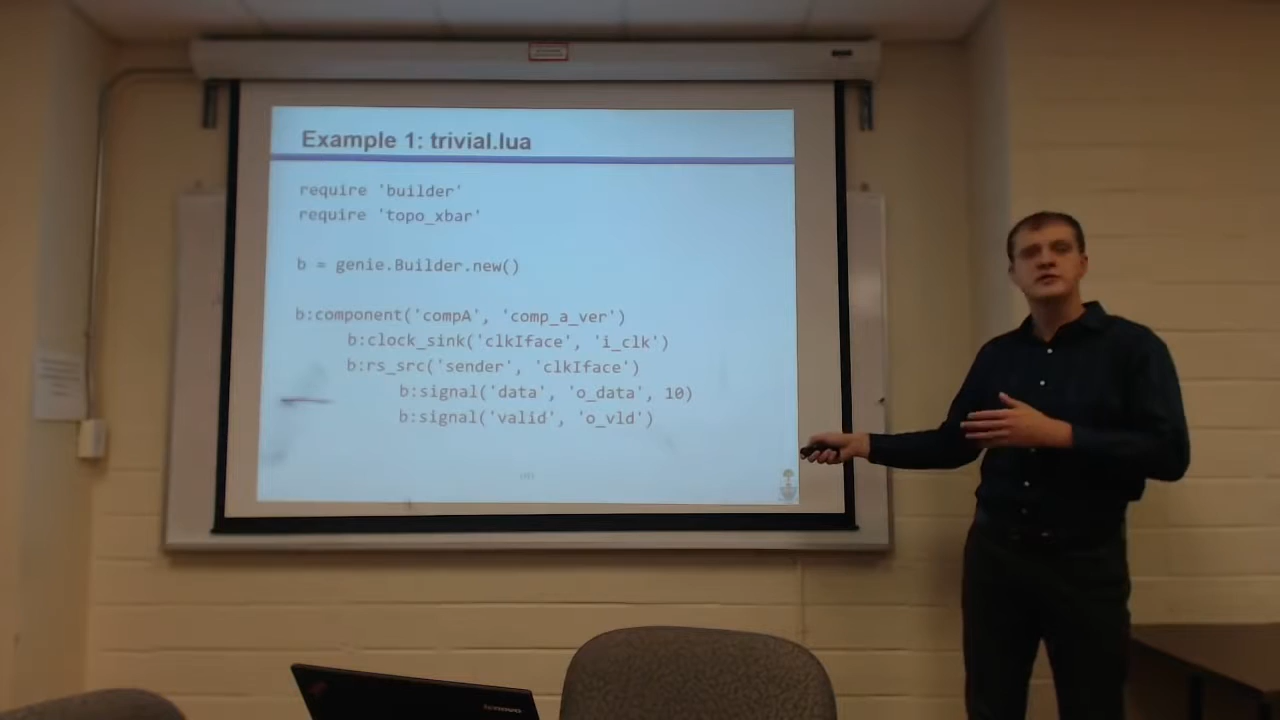 Example 1: trivial.lua
require 'builder'
require 'topo_xbar'
b = genie.Builder.new()
b:component('compA', 'comp_a_ver')
b:clock_sink('clkIface', 'i_clk')
b:rs_src('sender', 'clkIface')
b:signal('data', 'o_data', 10)
b:signal('valid', 'o_vld')
lenovo